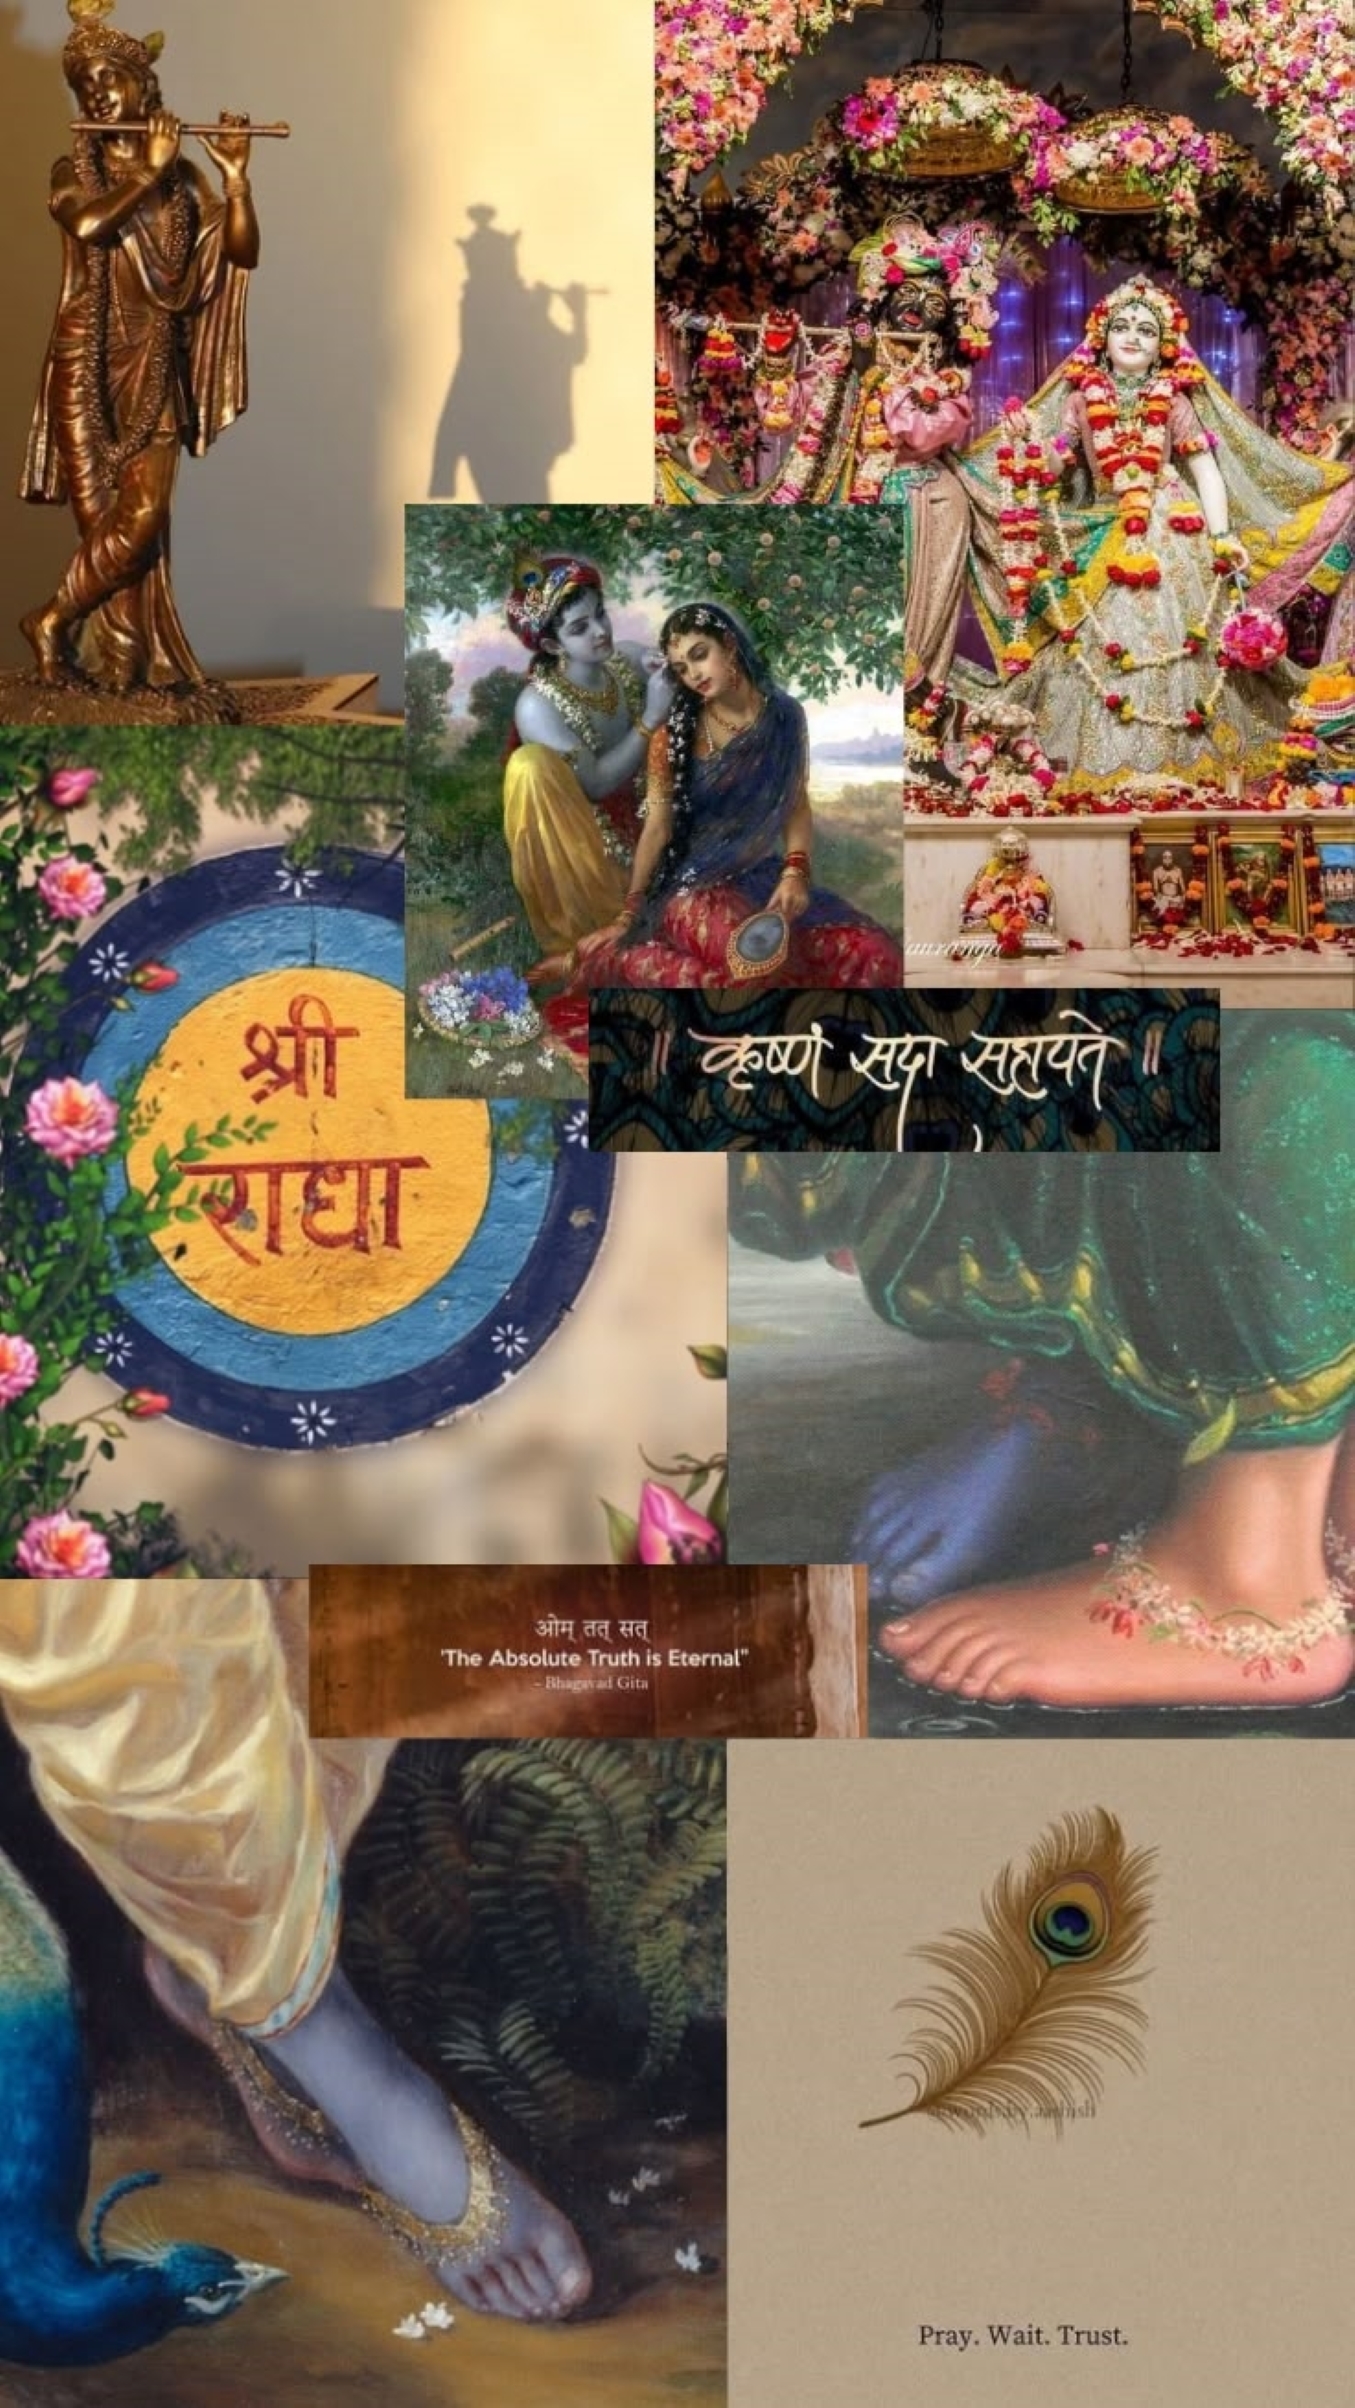 || कृष्णं सदा सहायते ||
श्री
राधा
ओम् तत् सत्
'The Absolute Truth is Eternal"
- Bhagavad Gita
Pray. Wait. Trust.